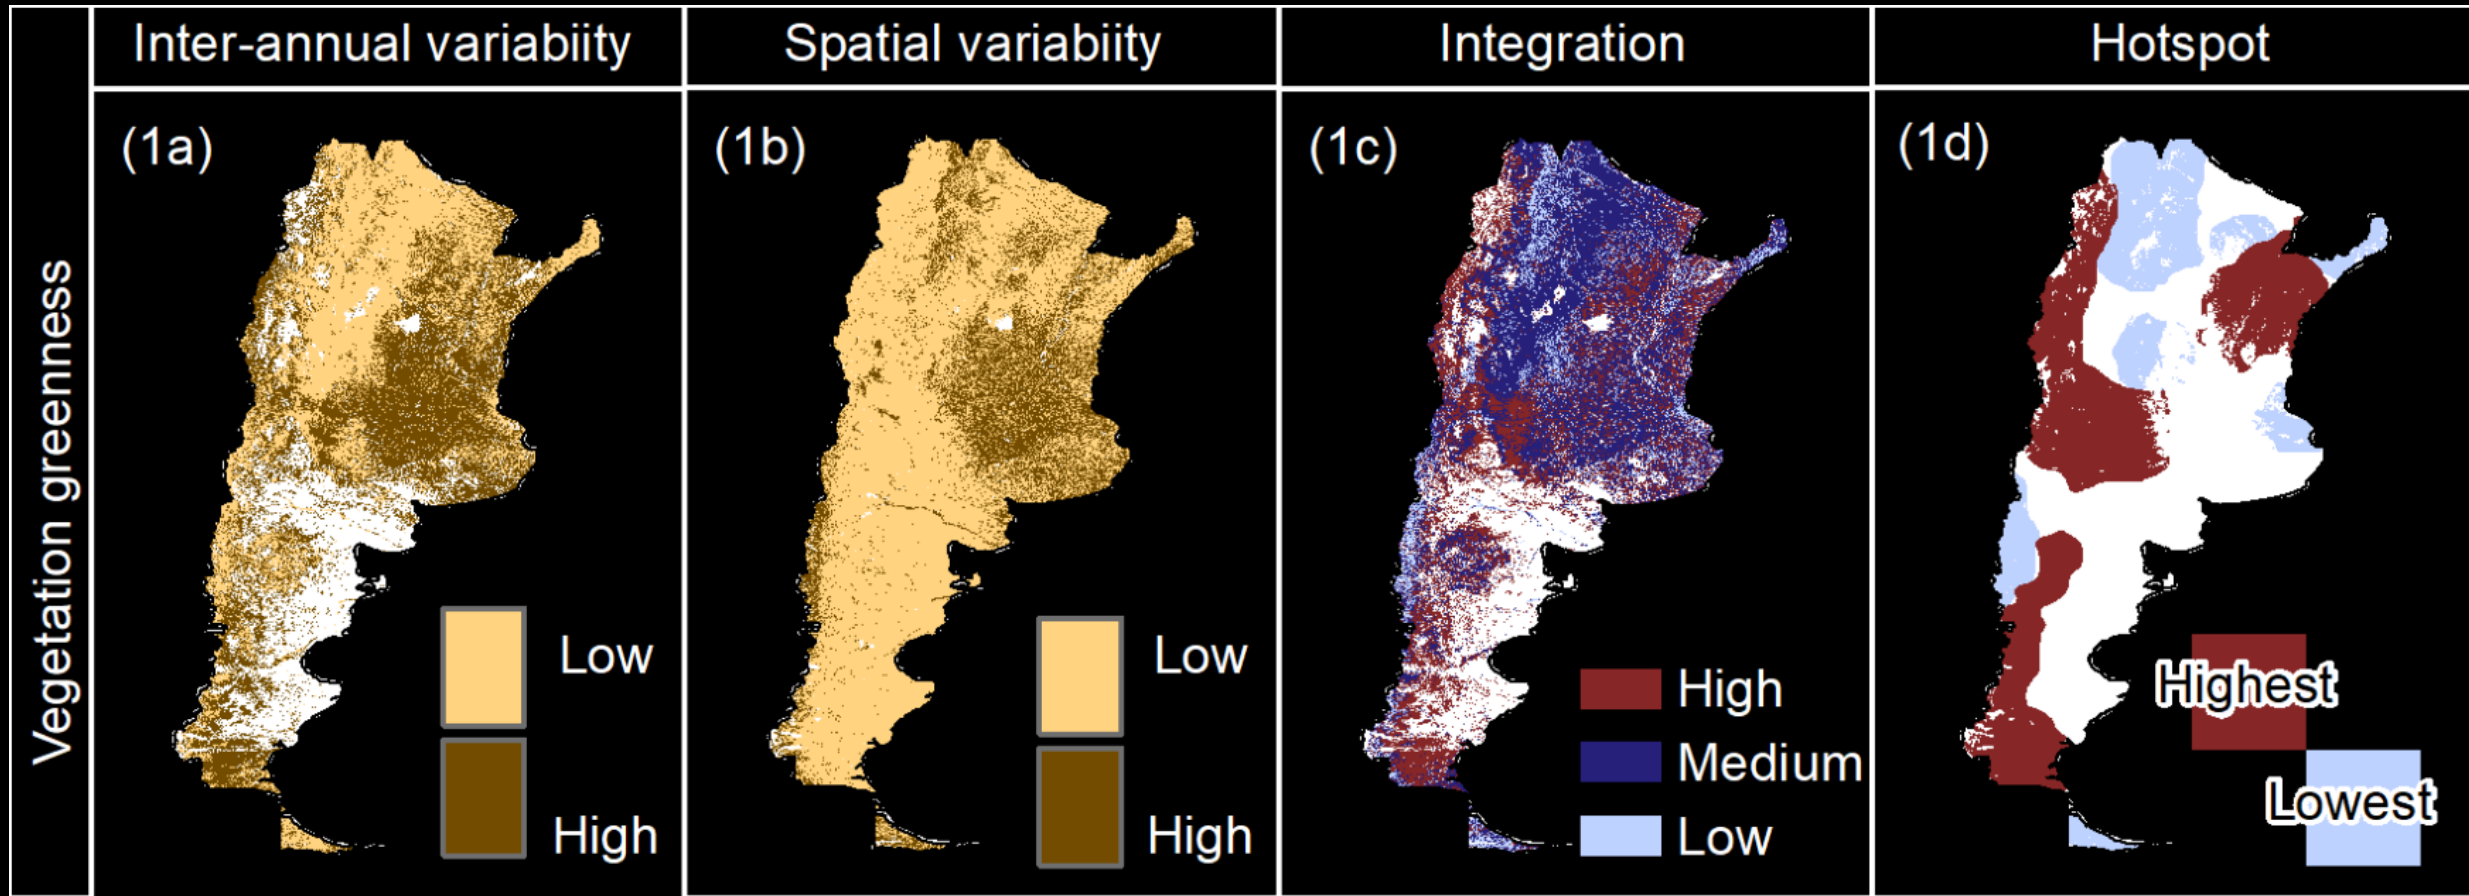 Inter-annual variabiity
Spatial variabiity
Integration
Hotspot
Vegetation greenness
(1a)
Low
High
(1b)
Low
High
(1c)
High
Medium
Low
(1d)
Highest
Lowest